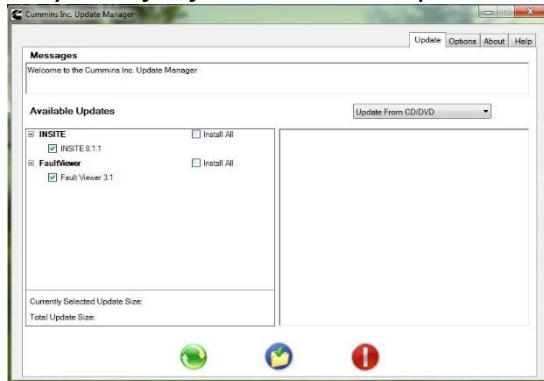 Cummins Inc. Update Manager
Update Options About Help
Messages
Welcome to the Cummins Inc. Update Manager
Available Updates
Update From CD/DVD
INSITE Install All
INSITE 8.1.1
FaultViewer Install All
Fault Viewer 3.1
Currently Selected Update Size:
Total Update Size: